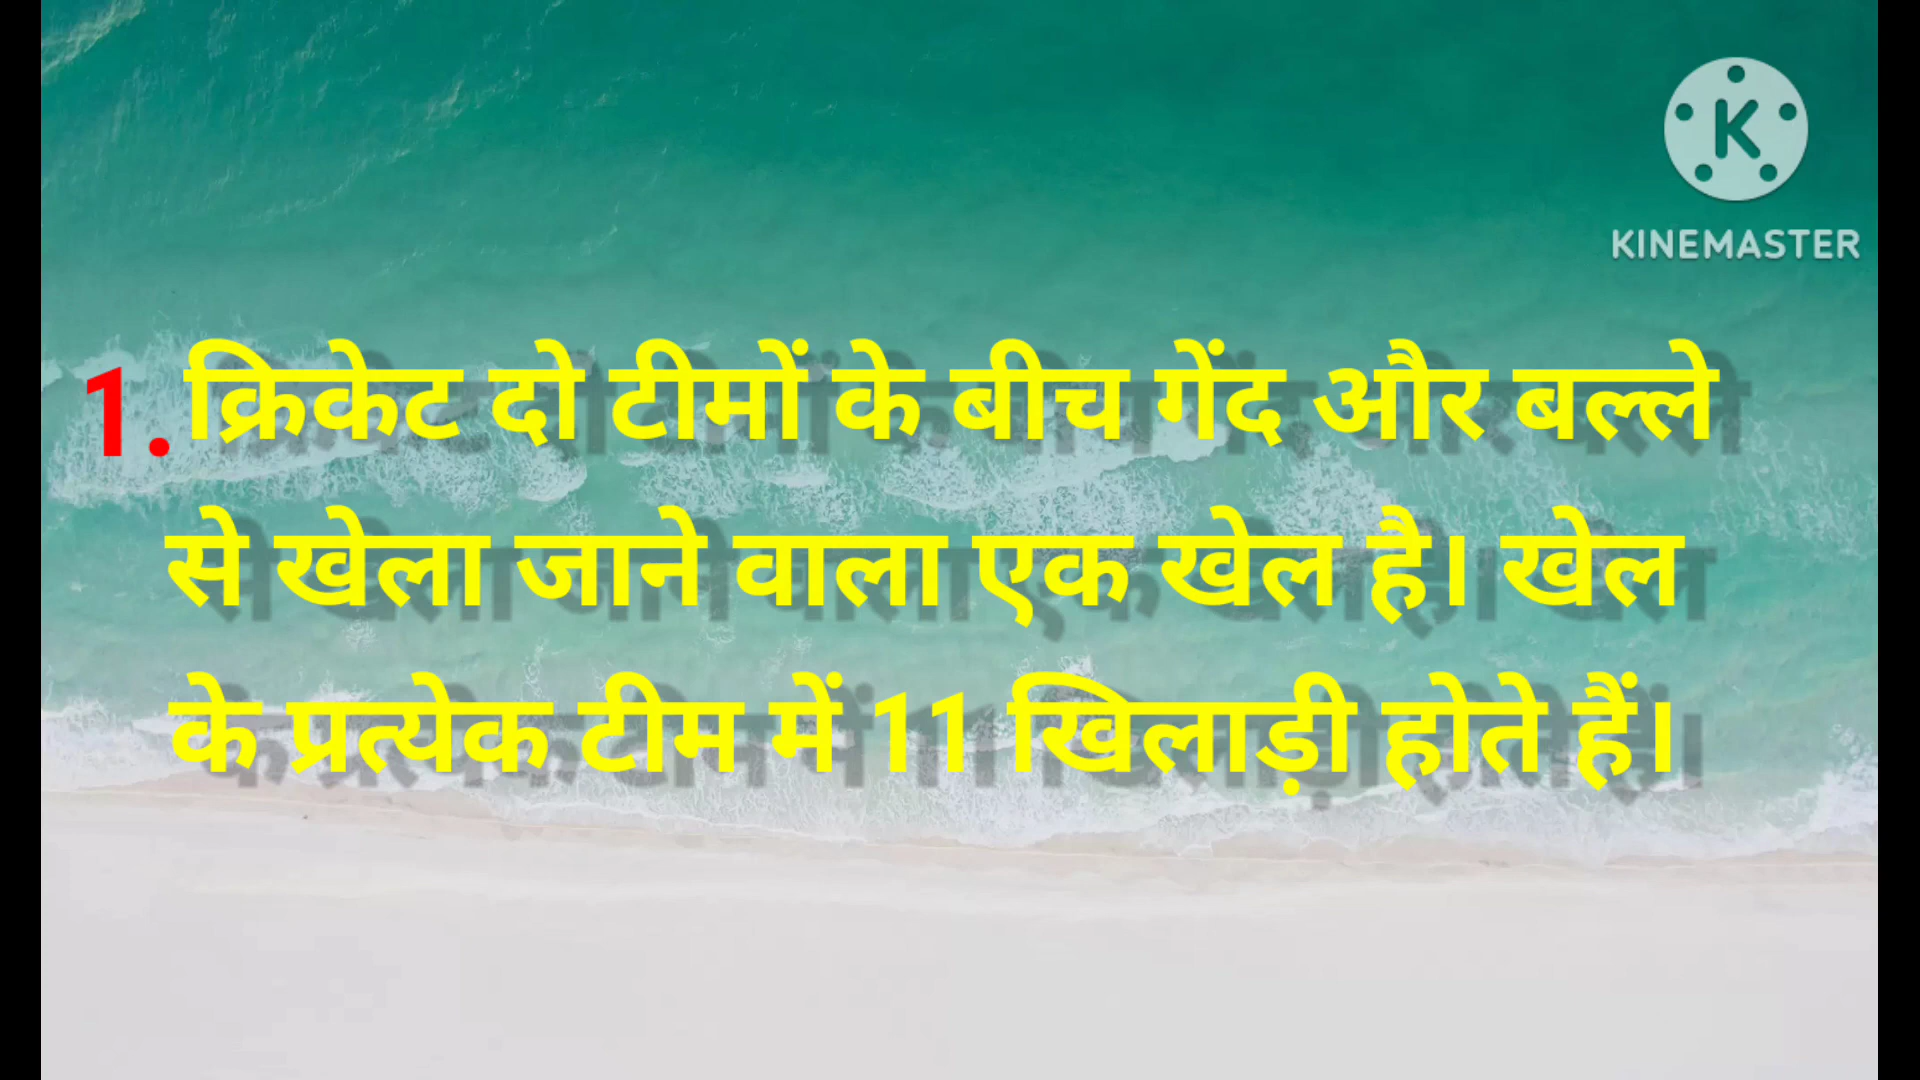 KINEMASTER
1. क्रिकेट दो टीमों के बीच गेंद और बल्ले
से खेला जाने वाला एक खेल है। खेल
के प्रत्येक टीम में 11 खिलाड़ी होते हैं।